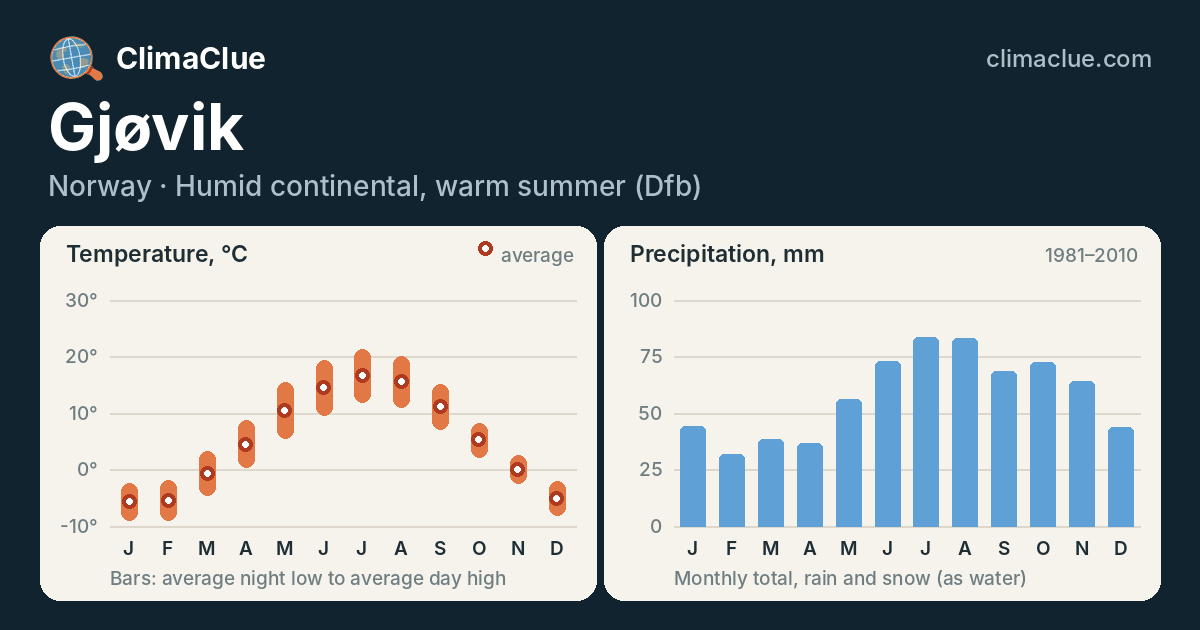 ClimaClue
climaclue.com
Gjøvik
Norway · Humid continental, warm summer (Dfb)
Temperature, °C
average
30°
20°
10°
0°
-10°
J F M A M J J A S O N D
Bars: average night low to average day high
Precipitation, mm
1981–2010
100
75
50
25
0
J F M A M J J A S O N D
Monthly total, rain and snow (as water)